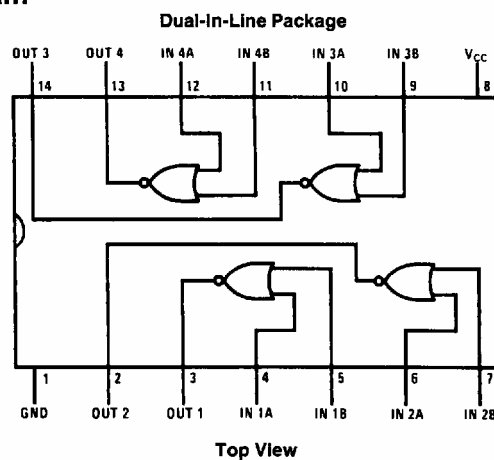 Dual-In-Line Package
OUT 3 OUT 4 IN 4A IN 4B IN 3A IN 3B VCC
14 13 12 11 10 9 8
1 2 3 4 5 6 7
GND OUT 2 OUT 1 IN 1A IN 1B IN 2A IN 2B
Top View